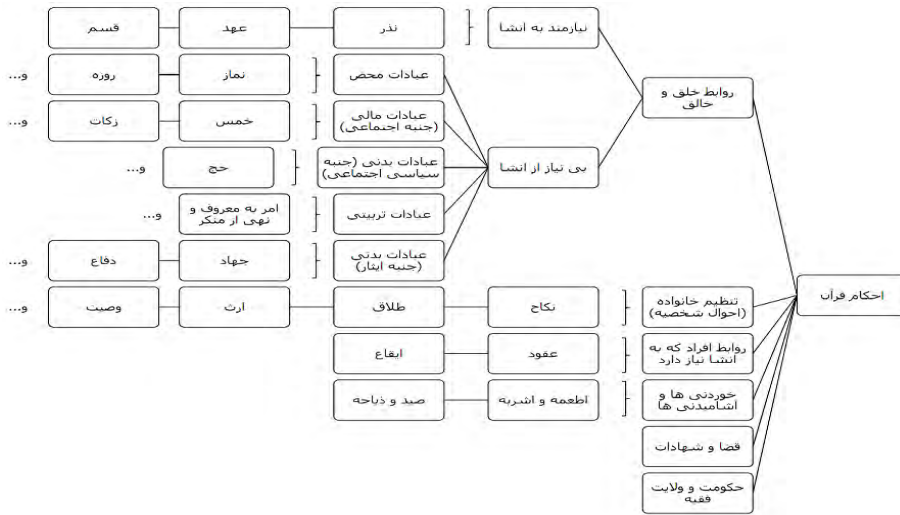 نیازمند به انشا
نذر
عهد
قسم
روابط خلق و
خالق
عبادات محض
نماز
روزه
و...
عبادات مالی
(جنبه اجتماعی)
خمس
زکات
و...
بی نیاز از انشا
عبادات بدنی (جنبه
سیاسی اجتماعی)
حج
و...
عبادات تربیتی
امر به معروف و
نهی از منکر
و...
عبادات بدنی
(جنبه ایثار)
جهاد
دفاع
و...
احکام قرآن
تنظیم خانواده
(احوال شخصیه)
نکاح
طلاق
ارث
وصیت
و...
روابط افراد که به
انشا نیاز دارد
عقود
ایقاع
خوردنی ها و
آشامیدنی ها
اطعمه و اشربه
صید و ذباحه
قضا و شهادات
حکومت و ولایت
فقیه